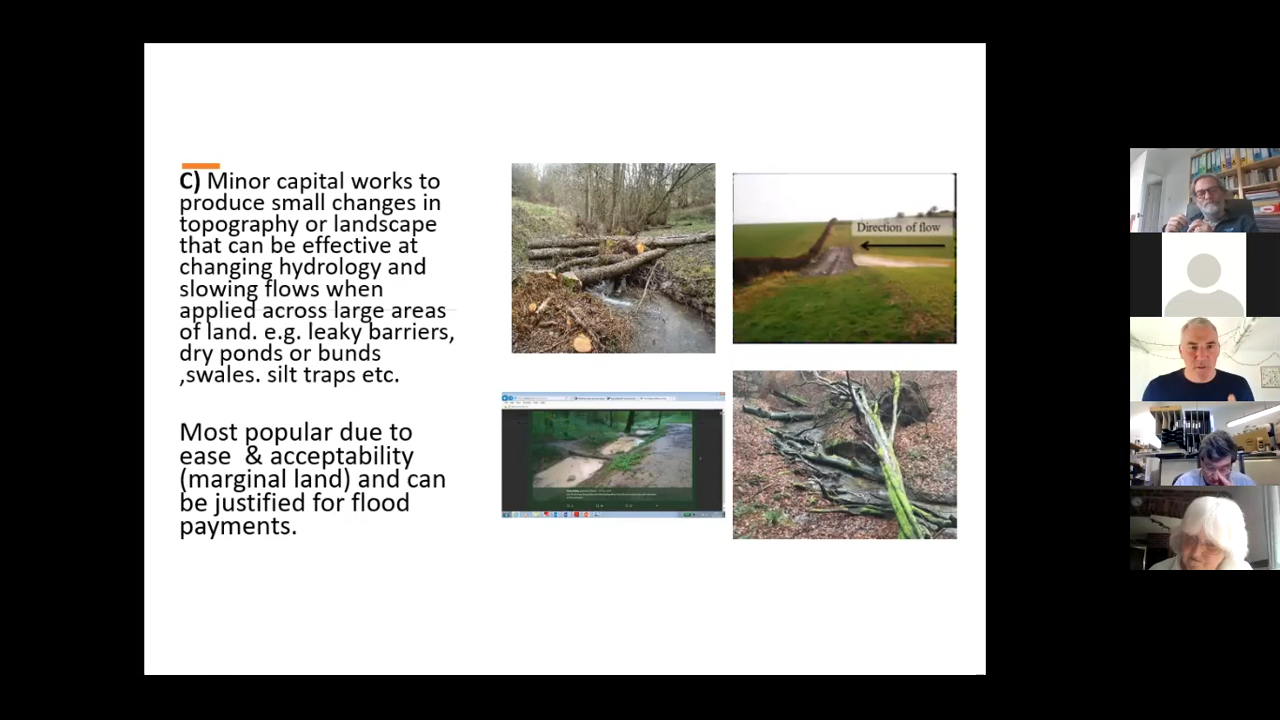 C) Minor capital works to
produce small changes in
topography or landscape
that can be effective at
changing hydrology and
slowing flows when
applied across large areas
of land. e.g. leaky barriers,
dry ponds or bunds
,swales. silt traps etc.
Most popular due to
ease & acceptability
(marginal land) and can
be justified for flood
payments.
Direction of flow